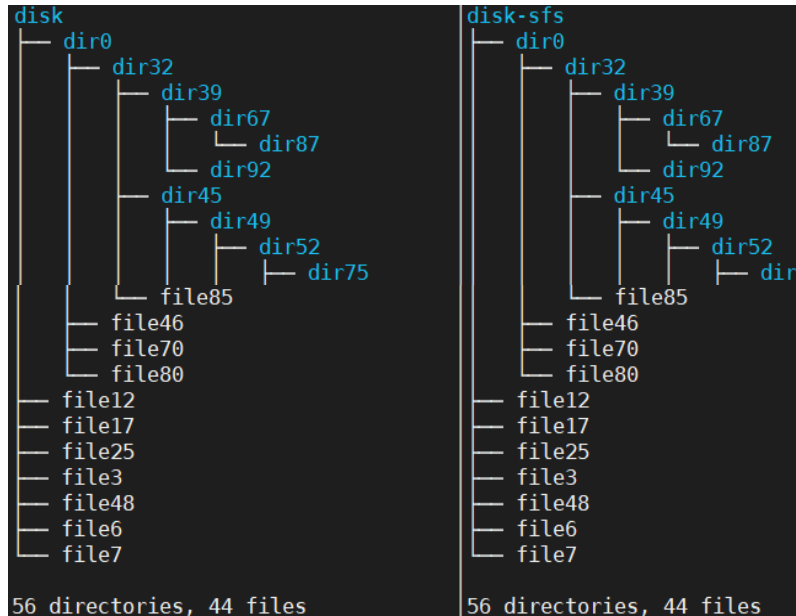 disk
├── dir0
│   ├── dir32
│   │   ├── dir39
│   │   │   ├── dir67
│   │   │   │   └── dir87
│   │   │   └── dir92
│   │   ├── dir45
│   │   │   ├── dir49
│   │   │   │   ├── dir52
│   │   │   │   │   ├── dir75
│   │   └── file85
│   ├── file46
│   ├── file70
│   └── file80
├── file12
├── file17
├── file25
├── file3
├── file48
├── file6
└── file7
56 directories, 44 files
disk-sfs
├── dir0
│   ├── dir32
│   │   ├── dir39
│   │   │   ├── dir67
│   │   │   │   └── dir87
│   │   │   └── dir92
│   │   ├── dir45
│   │   │   ├── dir49
│   │   │   │   ├── dir52
│   │   │   │   │   ├── dir
│   │   └── file85
│   ├── file46
│   ├── file70
│   └── file80
├── file12
├── file17
├── file25
├── file3
├── file48
├── file6
└── file7
56 directories, 44 files